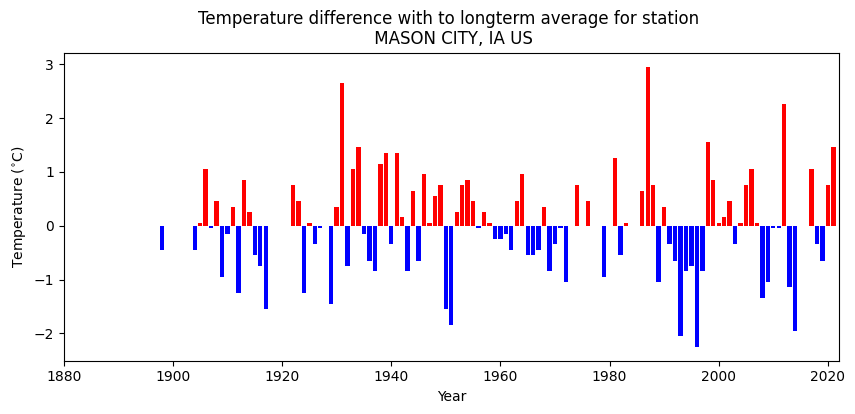 Temperature difference with to longterm average for station
MASON CITY, IA US
Temperature (°C)
3
2
1
0
−1
−2
1880 1900 1920 1940 1960 1980 2000 2020
Year